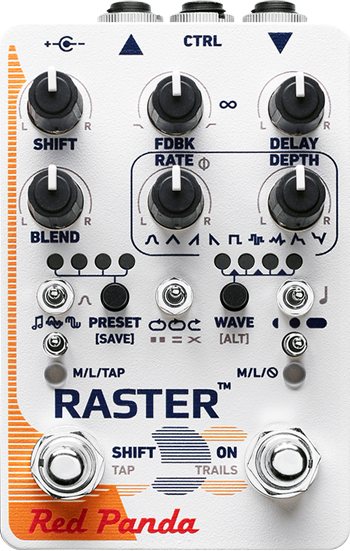 CTRL
L R L R
SHIFT FDBK DELAY
RATE DEPTH
L R
BLEND
PRESET WAVE
[SAVE] [ALT]
M/L/TAP M/L/
RASTER™
SHIFT ON
TAP TRAILS
Red Panda